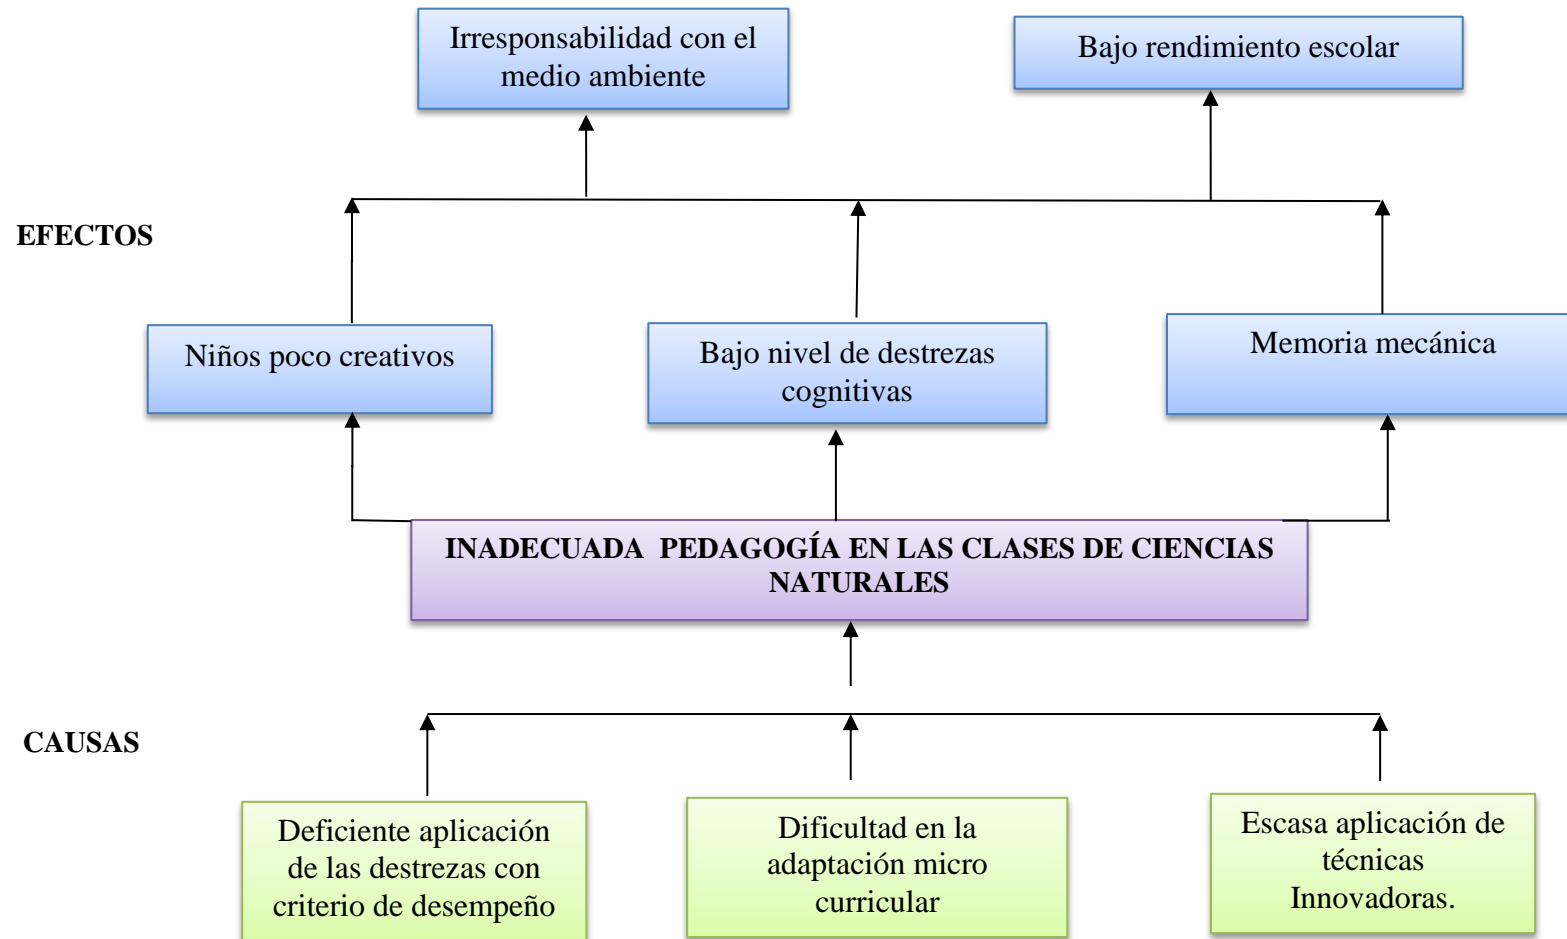 Irresponsabilidad con el
medio ambiente
Bajo rendimiento escolar
EFECTOS
Niños poco creativos
Bajo nivel de destrezas
cognitivas
Memoria mecánica
INADECUADA  PEDAGOGÍA EN LAS CLASES DE CIENCIAS
NATURALES
CAUSAS
Deficiente aplicación
de las destrezas con
criterio de desempeño
Dificultad en la
adaptación micro
curricular
Escasa aplicación de
técnicas
Innovadoras.